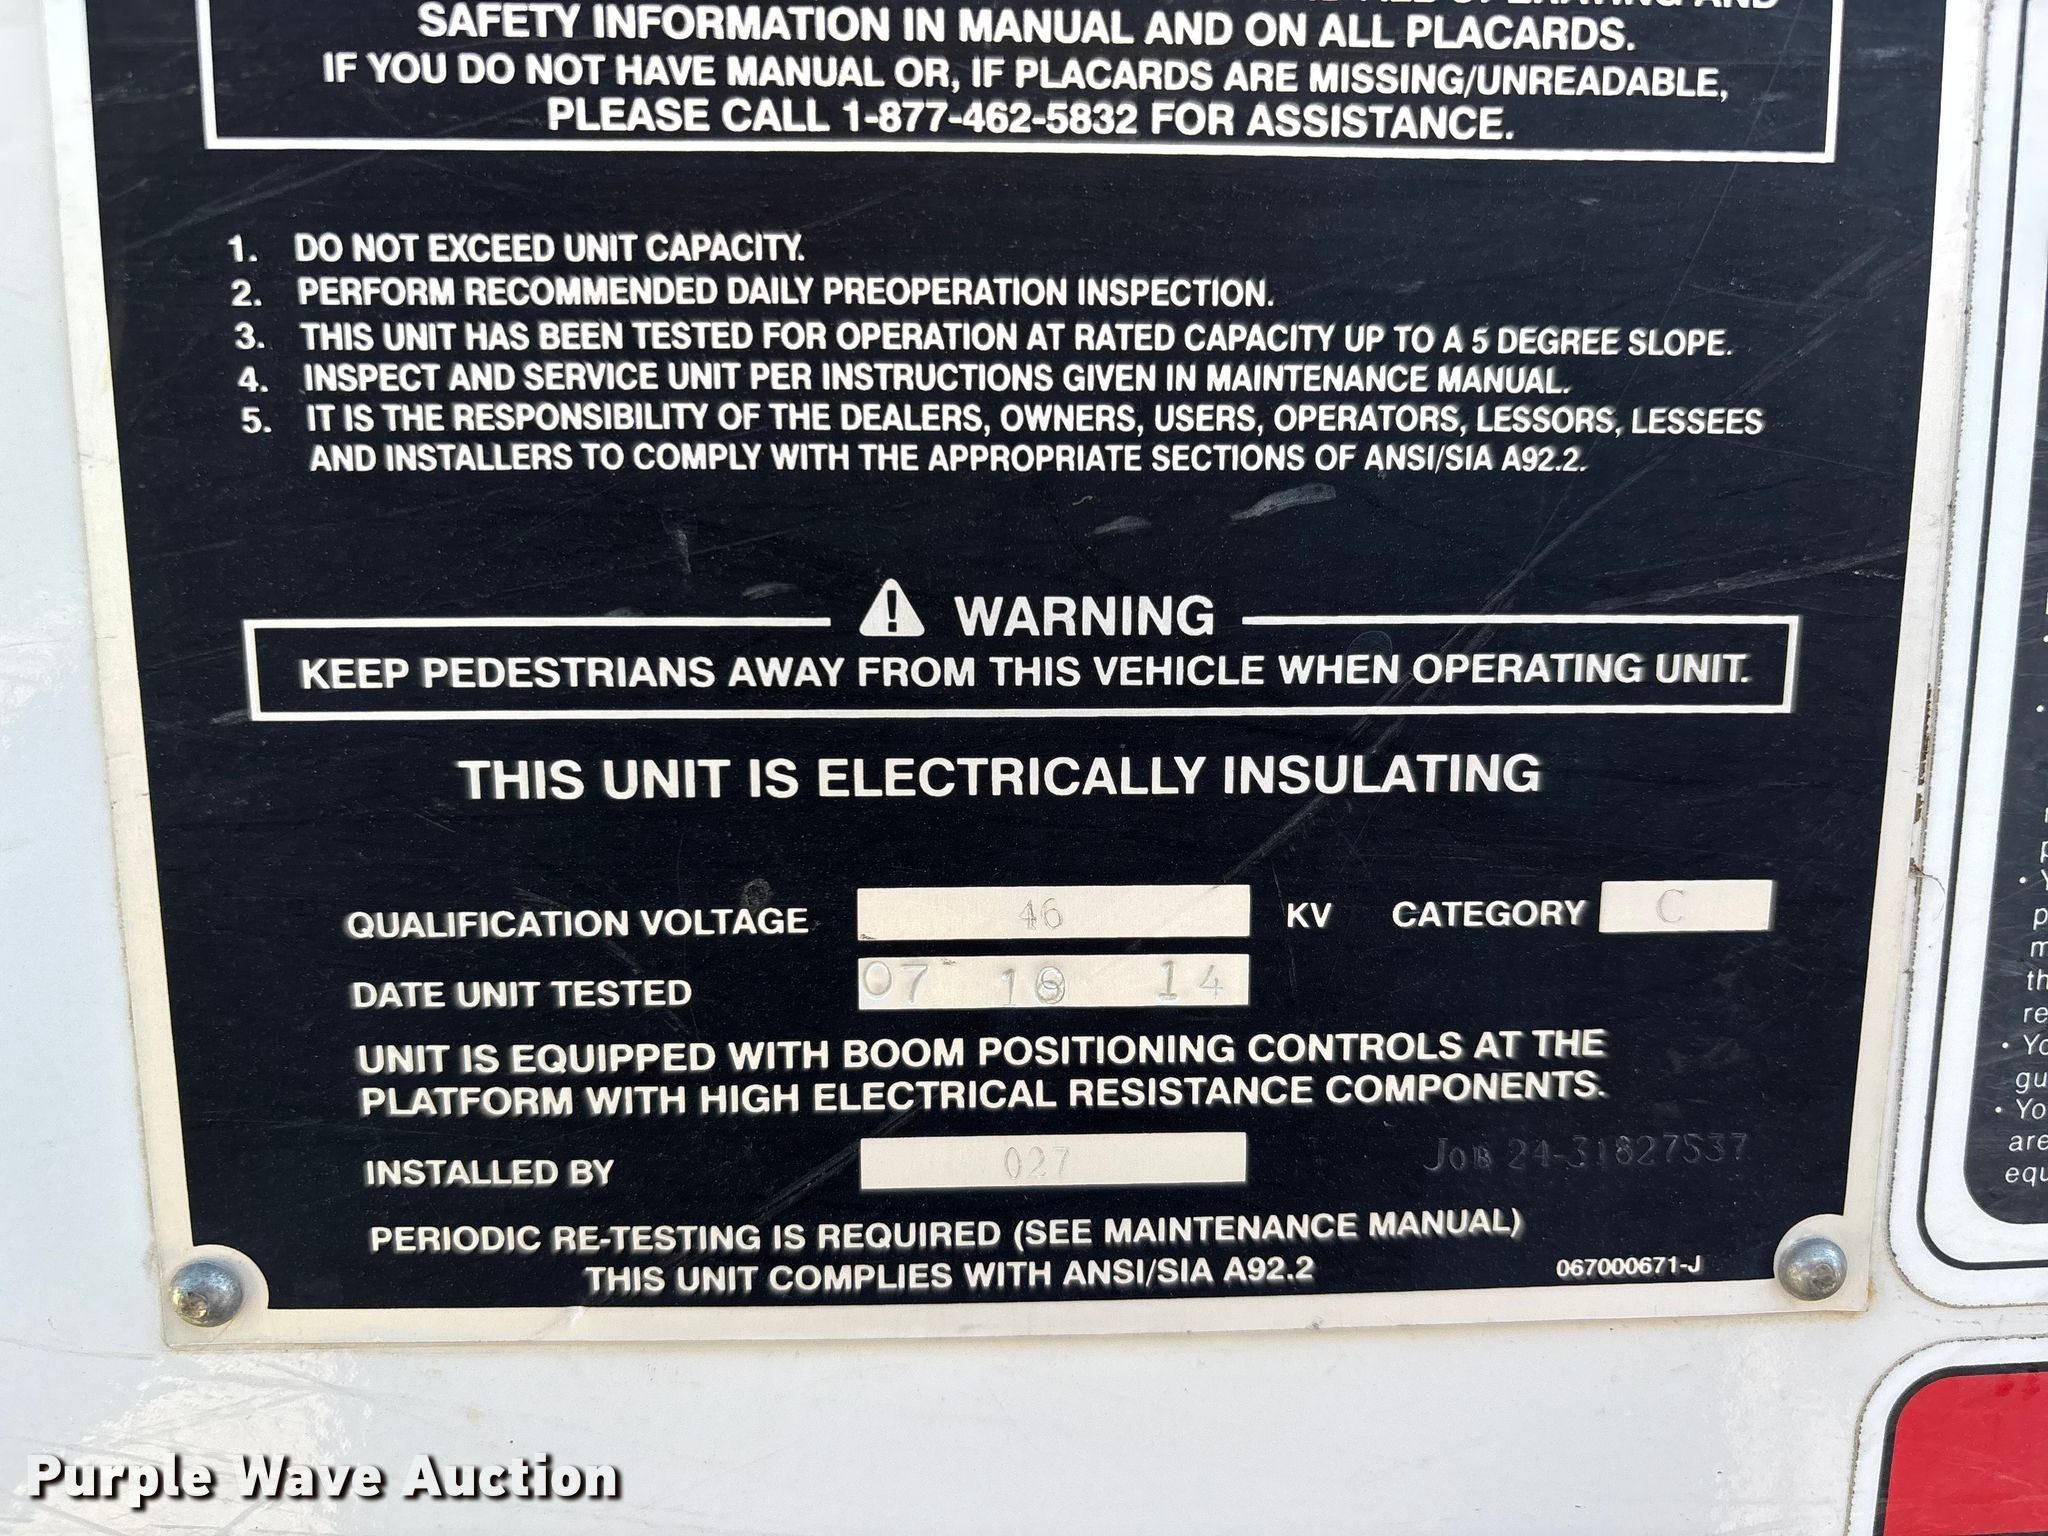 OPERATING AND
SAFETY INFORMATION IN MANUAL AND ON ALL PLACARDS.
IF YOU DO NOT HAVE MANUAL OR, IF PLACARDS ARE MISSING/UNREADABLE,
PLEASE CALL 1-877-462-5832 FOR ASSISTANCE.
1. DO NOT EXCEED UNIT CAPACITY.
2. PERFORM RECOMMENDED DAILY PREOPERATION INSPECTION.
3. THIS UNIT HAS BEEN TESTED FOR OPERATION AT RATED CAPACITY UP TO A 5 DEGREE SLOPE.
4. INSPECT AND SERVICE UNIT PER INSTRUCTIONS GIVEN IN MAINTENANCE MANUAL.
5. IT IS THE RESPONSIBILITY OF THE DEALERS, OWNERS, USERS, OPERATORS, LESSORS, LESSEES
AND INSTALLERS TO COMPLY WITH THE APPROPRIATE SECTIONS OF ANSI/SIA A92.2.
WARNING
KEEP PEDESTRIANS AWAY FROM THIS VEHICLE WHEN OPERATING UNIT.
THIS UNIT IS ELECTRICALLY INSULATING
QUALIFICATION VOLTAGE 46 KV CATEGORY C
DATE UNIT TESTED 07 18 14
UNIT IS EQUIPPED WITH BOOM POSITIONING CONTROLS AT THE
PLATFORM WITH HIGH ELECTRICAL RESISTANCE COMPONENTS.
INSTALLED BY 027 JOB 24-31827537
PERIODIC RE-TESTING IS REQUIRED (SEE MAINTENANCE MANUAL)
THIS UNIT COMPLIES WITH ANSI/SIA A92.2 067000671-J
Purple Wave Auction